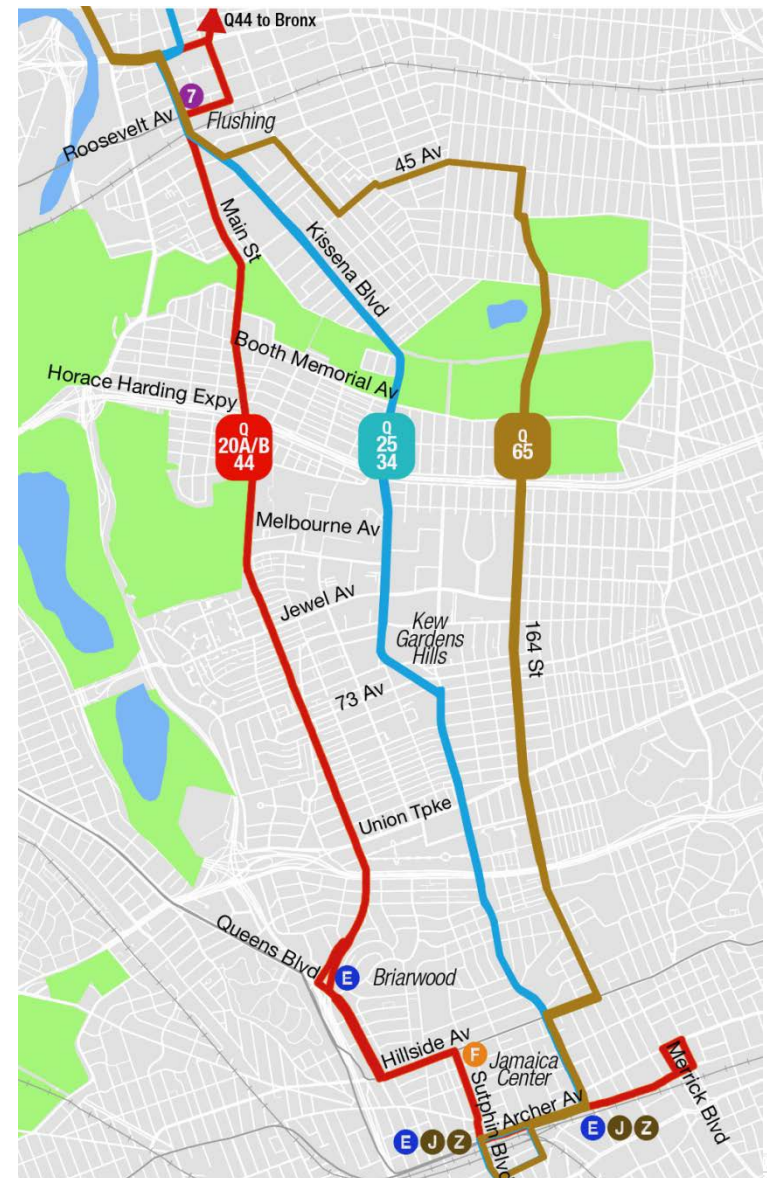 Q44 to Bronx
7
Roosevelt Av
Flushing
45 Av
Main St
Kissena Blvd
Booth Memorial Av
Horace Harding Expy
Q
20A/B
44
Q
25
34
Q
65
Melbourne Av
Jewel Av
Kew
Gardens
Hills
164 St
73 Av
Union Tpke
Queens Blvd
E
Briarwood
Hillside Av
F
Jamaica
Center
Sutphin Blvd
Archer Av
Merrick Blvd
E J Z
E J Z